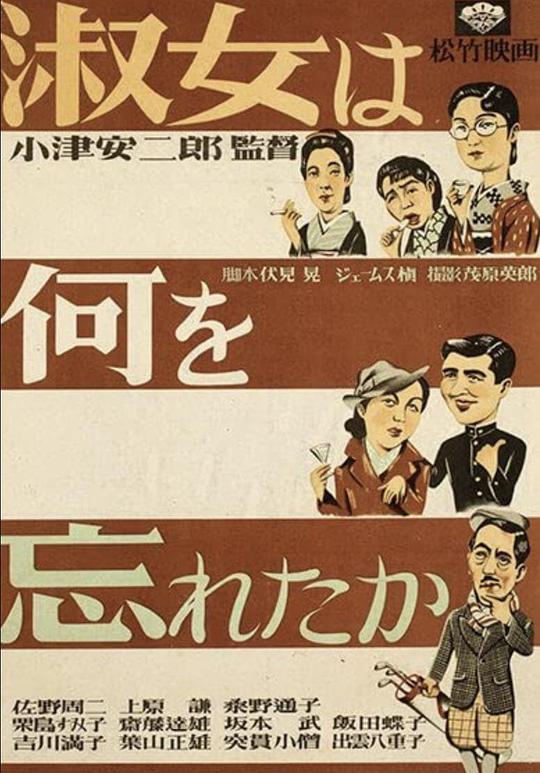 淑女は
松竹映画
小津安二郎 監督
脚本 伏見 晃 ジェームス槇 撮影 茂原英郎
何を
忘れたか
佐野周二 上原 謙 桑野通子
栗島すみ子 齋藤達雄 坂本 武 飯田蝶子
吉川満子 葉山正雄 突貫小僧 出雲八重子